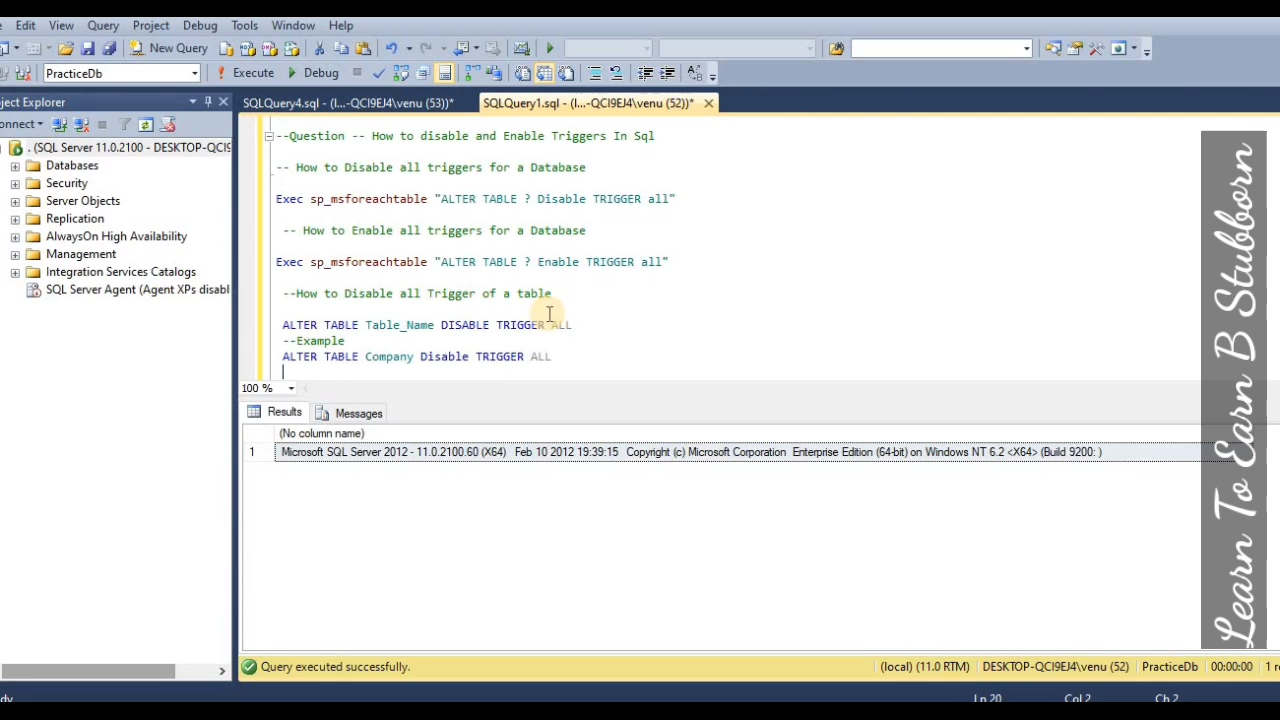 Edit View Query Project Debug Tools Window Help
New Query
PracticeDb Execute Debug
ject Explorer
SQLQuery4.sql - (l...-QCI9EJ4\venu (53))*
SQLQuery1.sql - (l...-QCI9EJ4\venu (52))*
onnect
. (SQL Server 11.0.2100 - DESKTOP-QCI9
Databases
Security
Server Objects
Replication
AlwaysOn High Availability
Management
Integration Services Catalogs
SQL Server Agent (Agent XPs disabl
--Question -- How to disable and Enable Triggers In Sql
-- How to Disable all triggers for a Database
Exec sp_msforeachtable "ALTER TABLE ? Disable TRIGGER all"
-- How to Enable all triggers for a Database
Exec sp_msforeachtable "ALTER TABLE ? Enable TRIGGER all"
--How to Disable all Trigger of a table
ALTER TABLE Table_Name DISABLE TRIGGER ALL
--Example
ALTER TABLE Company Disable TRIGGER ALL
100 %
Results Messages
(No column name)
1 Microsoft SQL Server 2012 - 11.0.2100.60 (X64) Feb 10 2012 19:39:15 Copyright (c) Microsoft Corporation Enterprise Edition (64-bit) on Windows NT 6.2 <X64> (Build 9200: )
Query executed successfully.
(local) (11.0 RTM) DESKTOP-QCI9EJ4\venu (52) PracticeDb 00:00:00 1 r
dy Ln 20 Col 2 Ch 2
Learn To Earn B Stubborn